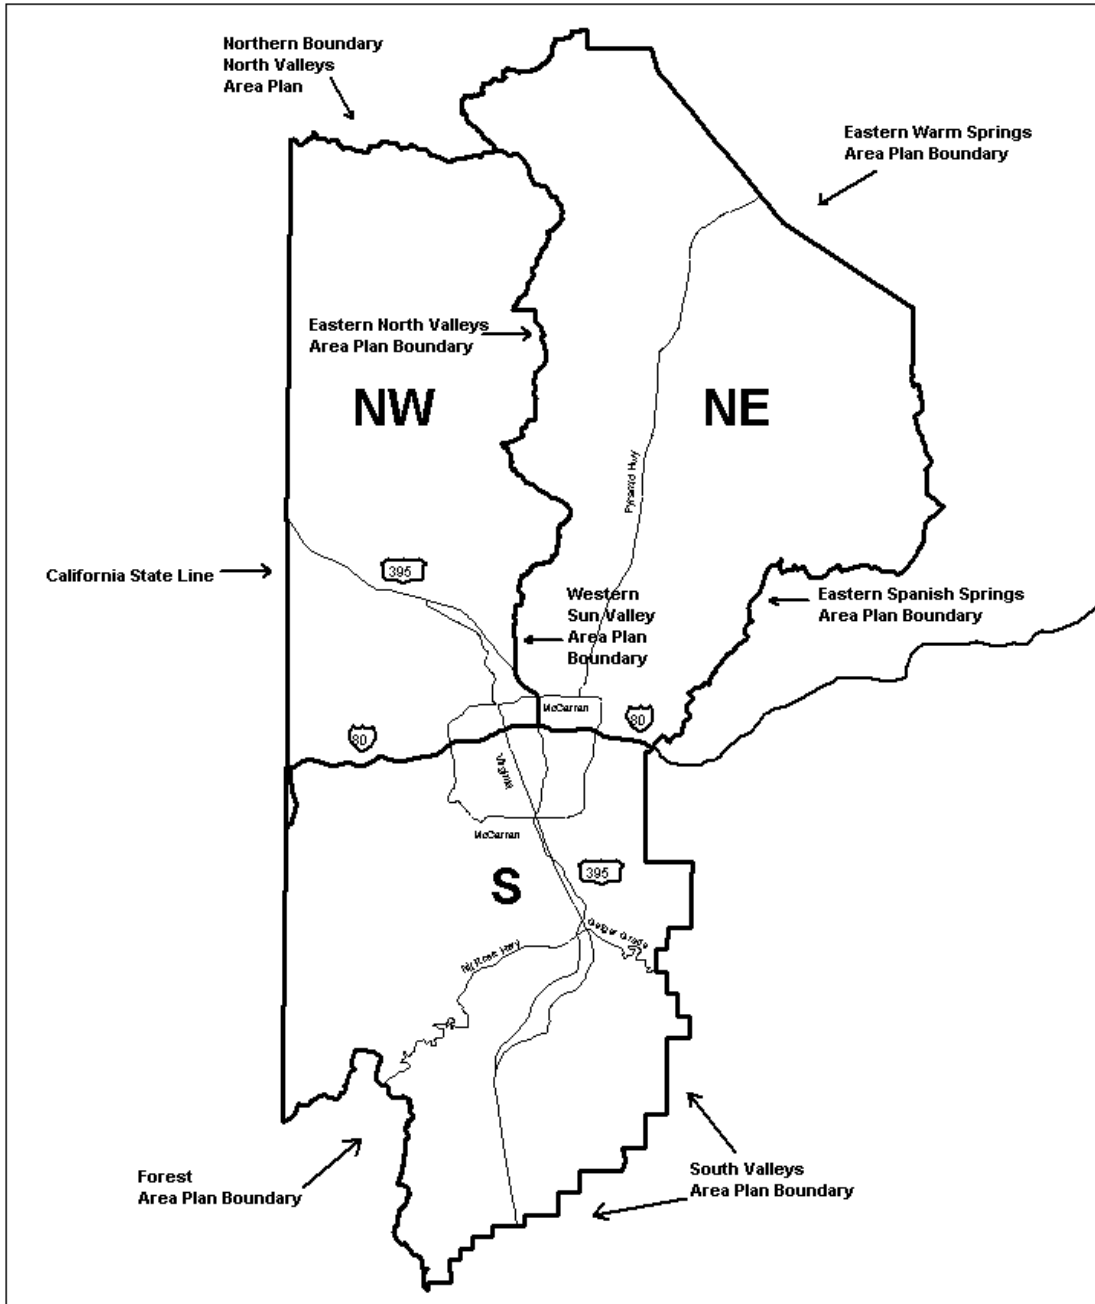 Northern Boundary
North Valleys
Area Plan
Eastern Warm Springs
Area Plan Boundary
Eastern North Valleys
Area Plan Boundary
NW
NE
Pyramid Hwy
California State Line
395
Western
Sun Valley
Area Plan
Boundary
Eastern Spanish Springs
Area Plan Boundary
McCarran
80
80
Virginia
McCarran
395
S
Geiger Grade
Mt Rose Hwy
Forest
Area Plan Boundary
South Valleys
Area Plan Boundary